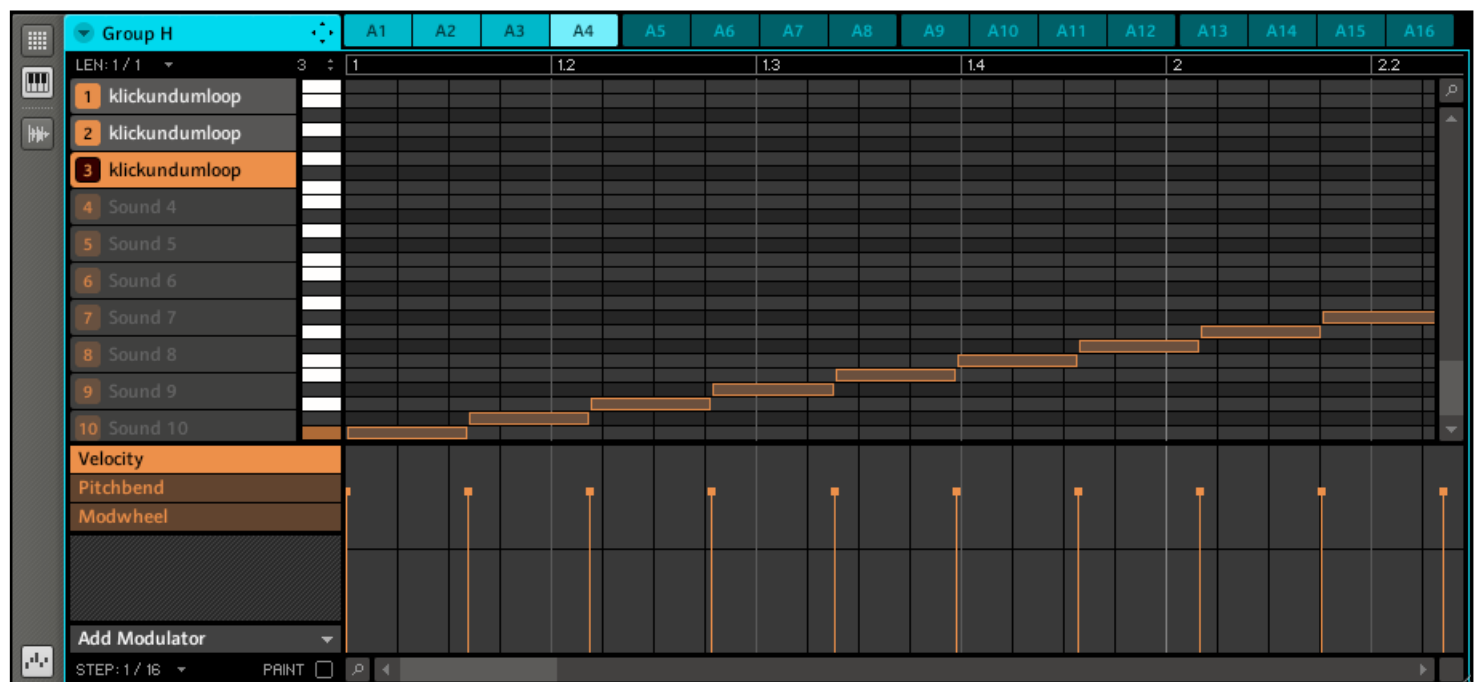 Group H A1 A2 A3 A4 A5 A6 A7 A8 A9 A10 A11 A12 A13 A14 A15 A16
LEN: 1 / 1 3 1 1.2 1.3 1.4 2 2.2
1 klickundumloop
2 klickundumloop
3 klickundumloop
4 Sound 4
5 Sound 5
6 Sound 6
7 Sound 7
8 Sound 8
9 Sound 9
10 Sound 10
Velocity
Pitchbend
Modwheel
Add Modulator
STEP: 1 / 16 PAINT